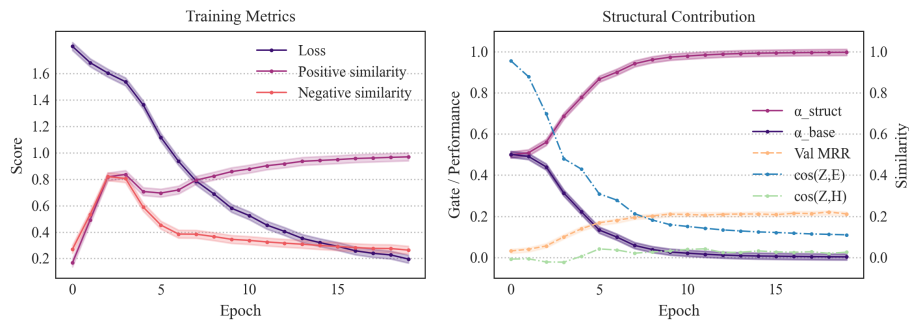 Training Metrics
Score
1.6
1.4
1.2
1.0
0.8
0.6
0.4
0.2
0
5
10
15
Epoch
Loss
Positive similarity
Negative similarity
Structural Contribution
Gate / Performance
1.0
0.8
0.6
0.4
0.2
0.0
0
5
10
15
Epoch
α_struct
α_base
Val MRR
cos(Z,E)
cos(Z,H)
1.0
0.8
0.6
0.4
0.2
0.0
Similarity